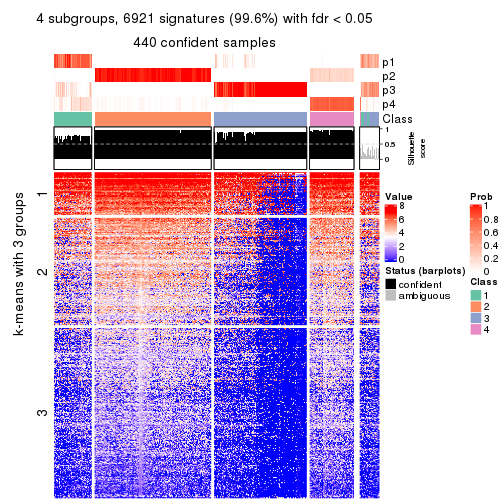 4 subgroups, 6921 signatures (99.6%) with fdr < 0.05
440 confident samples
p1
p2
p3
p4
Class
1
0.5
0
Silhouette
score
k-means with 3 groups
1
2
3
Value
8
6
4
2
0
Status (barplots)
confident
ambiguous
Prob
1
0.8
0.6
0.4
0.2
0
Class
1
2
3
4